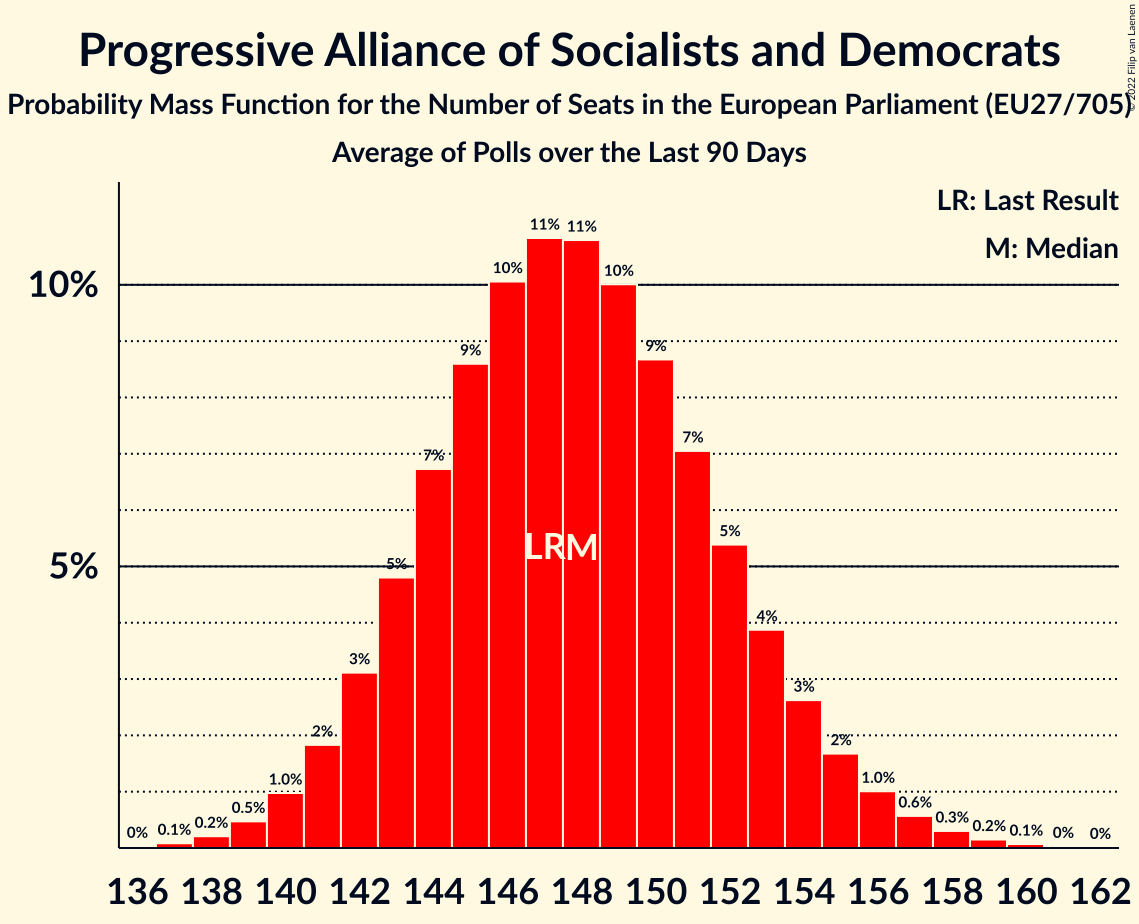 Progressive Alliance of Socialists and Democrats
Probability Mass Function for the Number of Seats in the European Parliament (EU27/705)
Average of Polls over the Last 90 Days
© 2022 Filip van Laenen
LR: Last Result
M: Median
10%
5%
0% 0.1% 0.2% 0.5% 1.0% 2% 3% 5% 7% 9% 10% 11% 11% 10% 9% 7% 5% 4% 3% 2% 1.0% 0.6% 0.3% 0.2% 0.1% 0% 0%
LR M
136 138 140 142 144 146 148 150 152 154 156 158 160 162